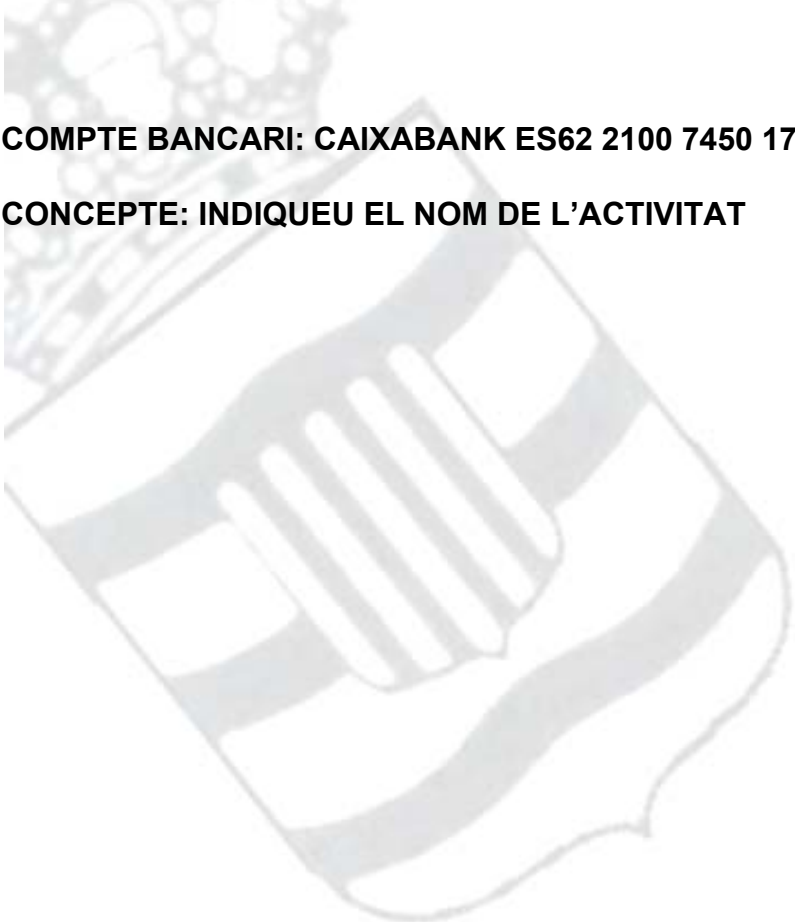 COMPTE BANCARI: CAIXABANK ES62 2100 7450 17
CONCEPTE: INDIQUEU EL NOM DE L’ACTIVITAT